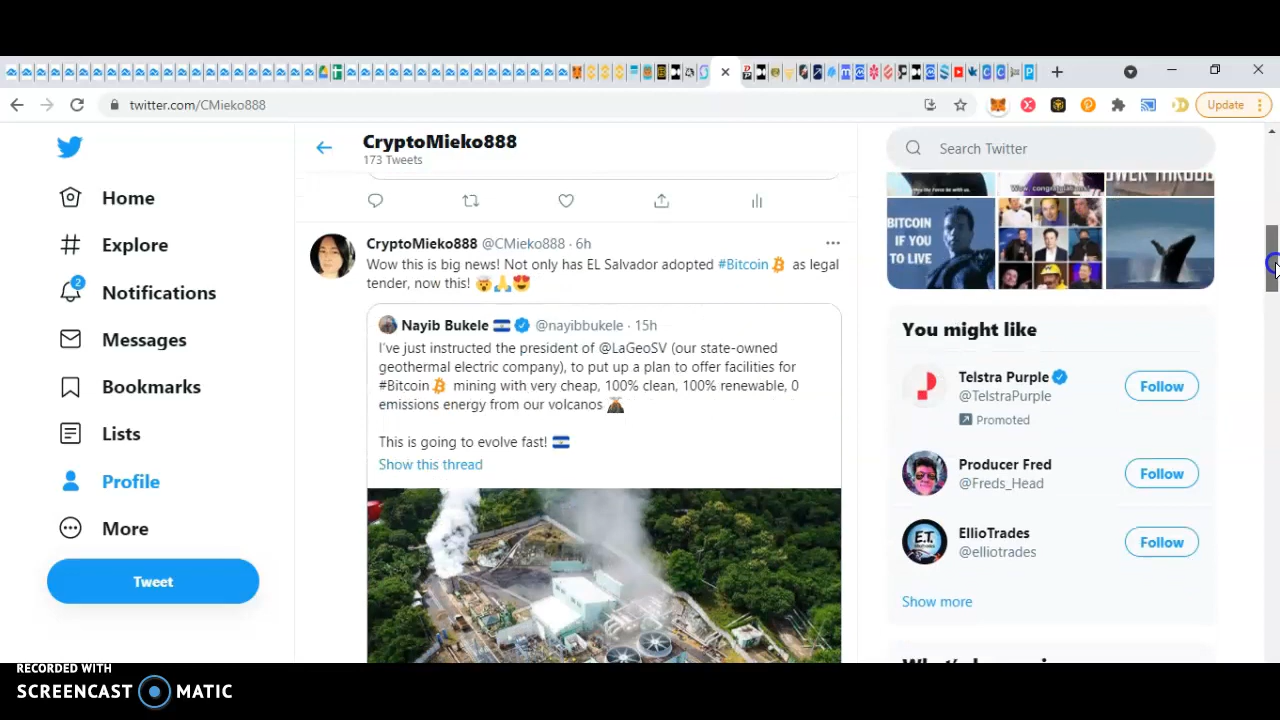 twitter.com/CMieko888
Update
CryptoMieko888
173 Tweets
Home
Explore
2
Notifications
Messages
Bookmarks
Lists
Profile
More
Tweet
CryptoMieko888 @CMieko888 · 6h
Wow this is big news! Not only has EL Salvador adopted #Bitcoin as legal
tender, now this! 🤯🙏😍
Nayib Bukele 🇸🇻 @nayibbukele · 15h
I've just instructed the president of @LaGeoSV (our state-owned
geothermal electric company), to put up a plan to offer facilities for
#Bitcoin mining with very cheap, 100% clean, 100% renewable, 0
emissions energy from our volcanos 🌋
This is going to evolve fast! 🇸🇻
Show this thread
Search Twitter
BITCOIN
IF YOU
TO LIVE
You might like
Telstra Purple
@TelstraPurple
Promoted
Follow
Producer Fred
@Freds_Head
Follow
E.T.
EllioTrades
@elliotrades
Follow
Show more
RECORDED WITH
SCREENCAST MATIC